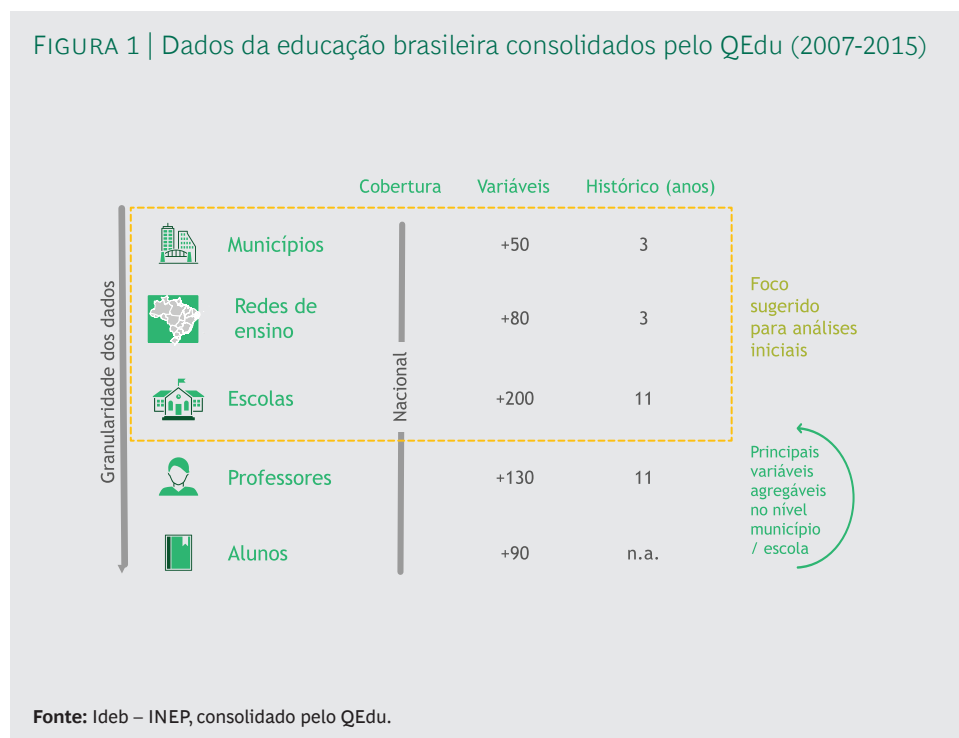 FIGURA 1 | Dados da educação brasileira consolidados pelo QEdu (2007-2015)
Cobertura Variáveis Histórico (anos)
Granularidade dos dados
Nacional
Municípios +50 3
Redes de
ensino +80 3
Escolas +200 11
Professores +130 11
Alunos +90 n.a.
Foco
sugerido
para análises
iniciais
Principais
variáveis
agregáveis
no nível
município
/ escola
Fonte: Ideb – INEP, consolidado pelo QEdu.